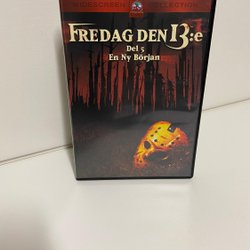 WIDESCREEN COLLECTION
FREDAG DEN 13:e
Del 5
En Ny Början